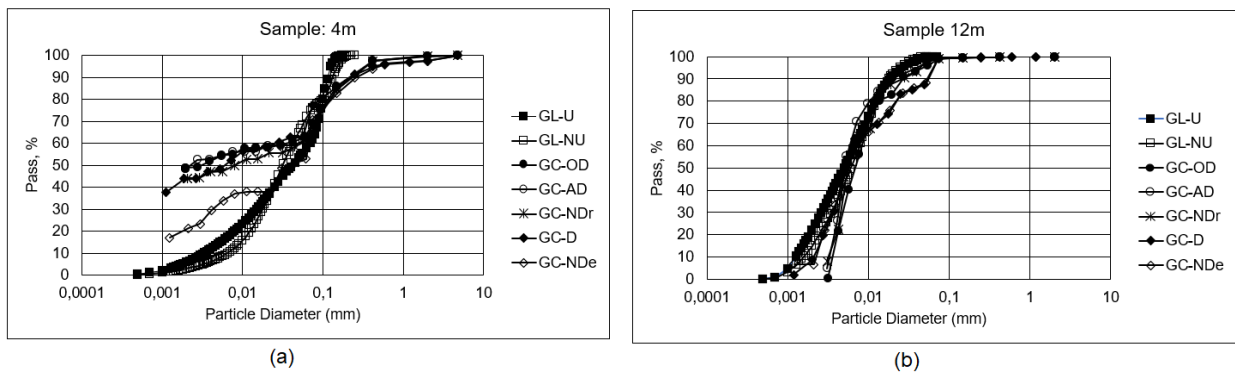 Sample: 4m
Pass, %
100
90
80
70
60
50
40
30
20
10
0
0,0001 0,001 0,01 0,1 1 10
Particle Diameter (mm)
GL-U
GL-NU
GC-OD
GC-AD
GC-NDr
GC-D
GC-NDe
(a)
Sample 12m
Pass, %
100
90
80
70
60
50
40
30
20
10
0
0,0001 0,001 0,01 0,1 1 10
Particle Diameter (mm)
GL-U
GL-NU
GC-OD
GC-AD
GC-NDr
GC-D
GC-NDe
(b)